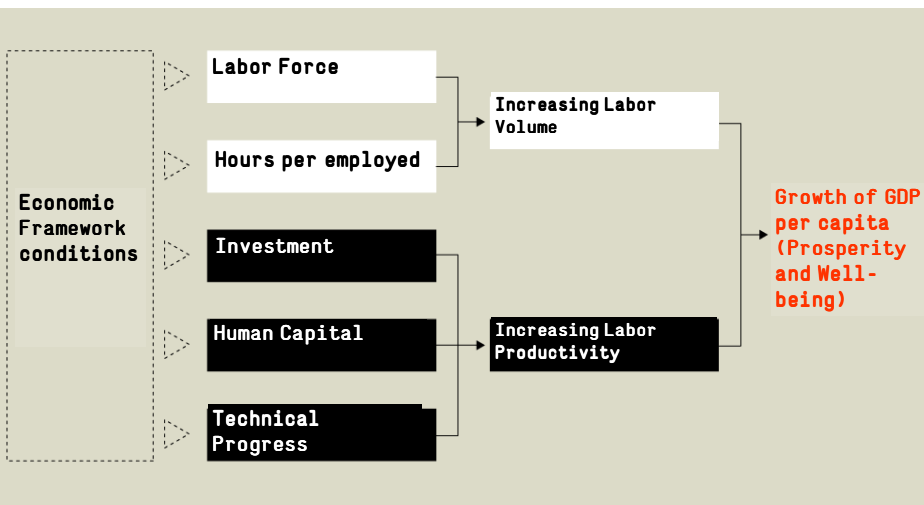 Labor Force
Hours per employed
Economic
Framework
conditions
Investment
Human Capital
Technical
Progress
Increasing Labor
Volume
Increasing Labor
Productivity
Growth of GDP
per capita
(Prosperity
and Well-
being)